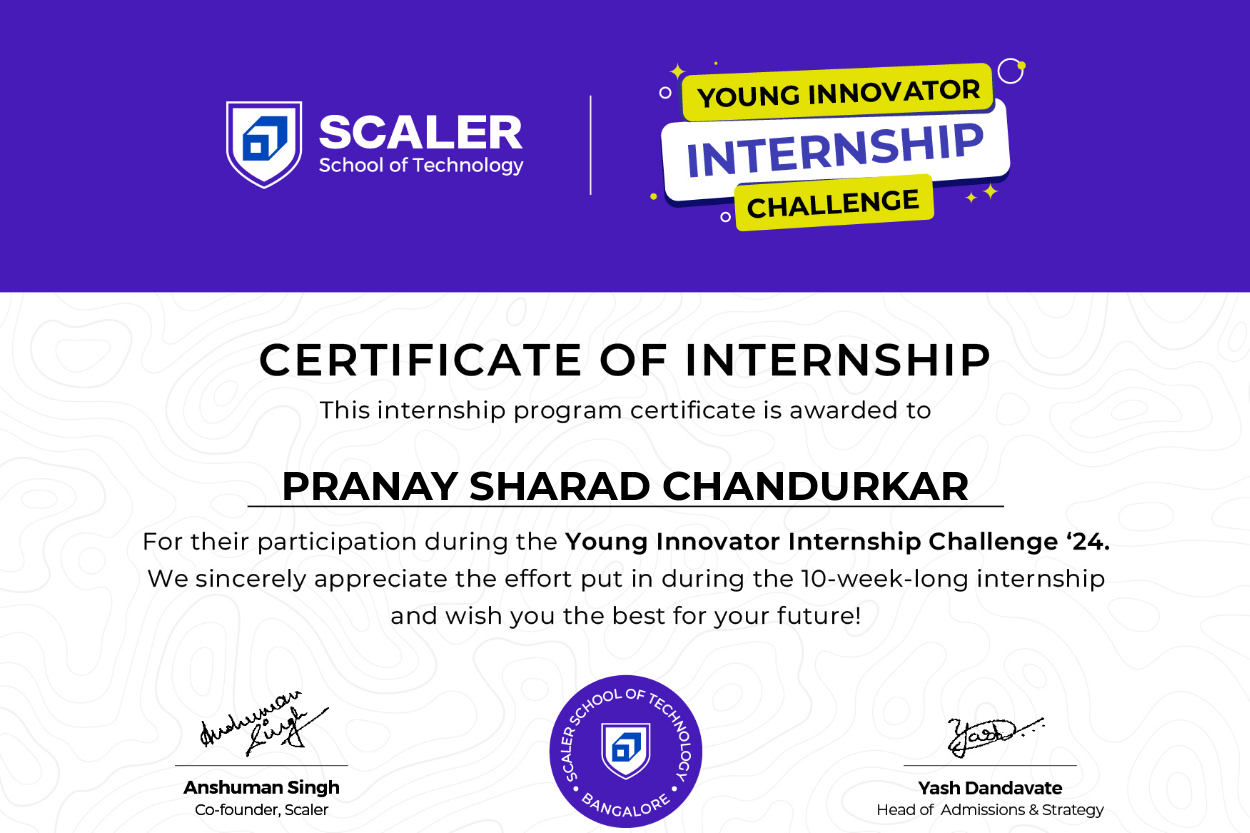 SCALER
School of Technology
YOUNG INNOVATOR
INTERNSHIP
CHALLENGE
CERTIFICATE OF INTERNSHIP
This internship program certificate is awarded to
PRANAY SHARAD CHANDURKAR
For their participation during the Young Innovator Internship Challenge ‘24.
We sincerely appreciate the effort put in during the 10-week-long internship
and wish you the best for your future!
Anshuman
Singh
Anshuman Singh
Co-founder, Scaler
SCALER SCHOOL OF TECHNOLOGY
• BANGALORE •
Yash
Yash Dandavate
Head of Admissions & Strategy